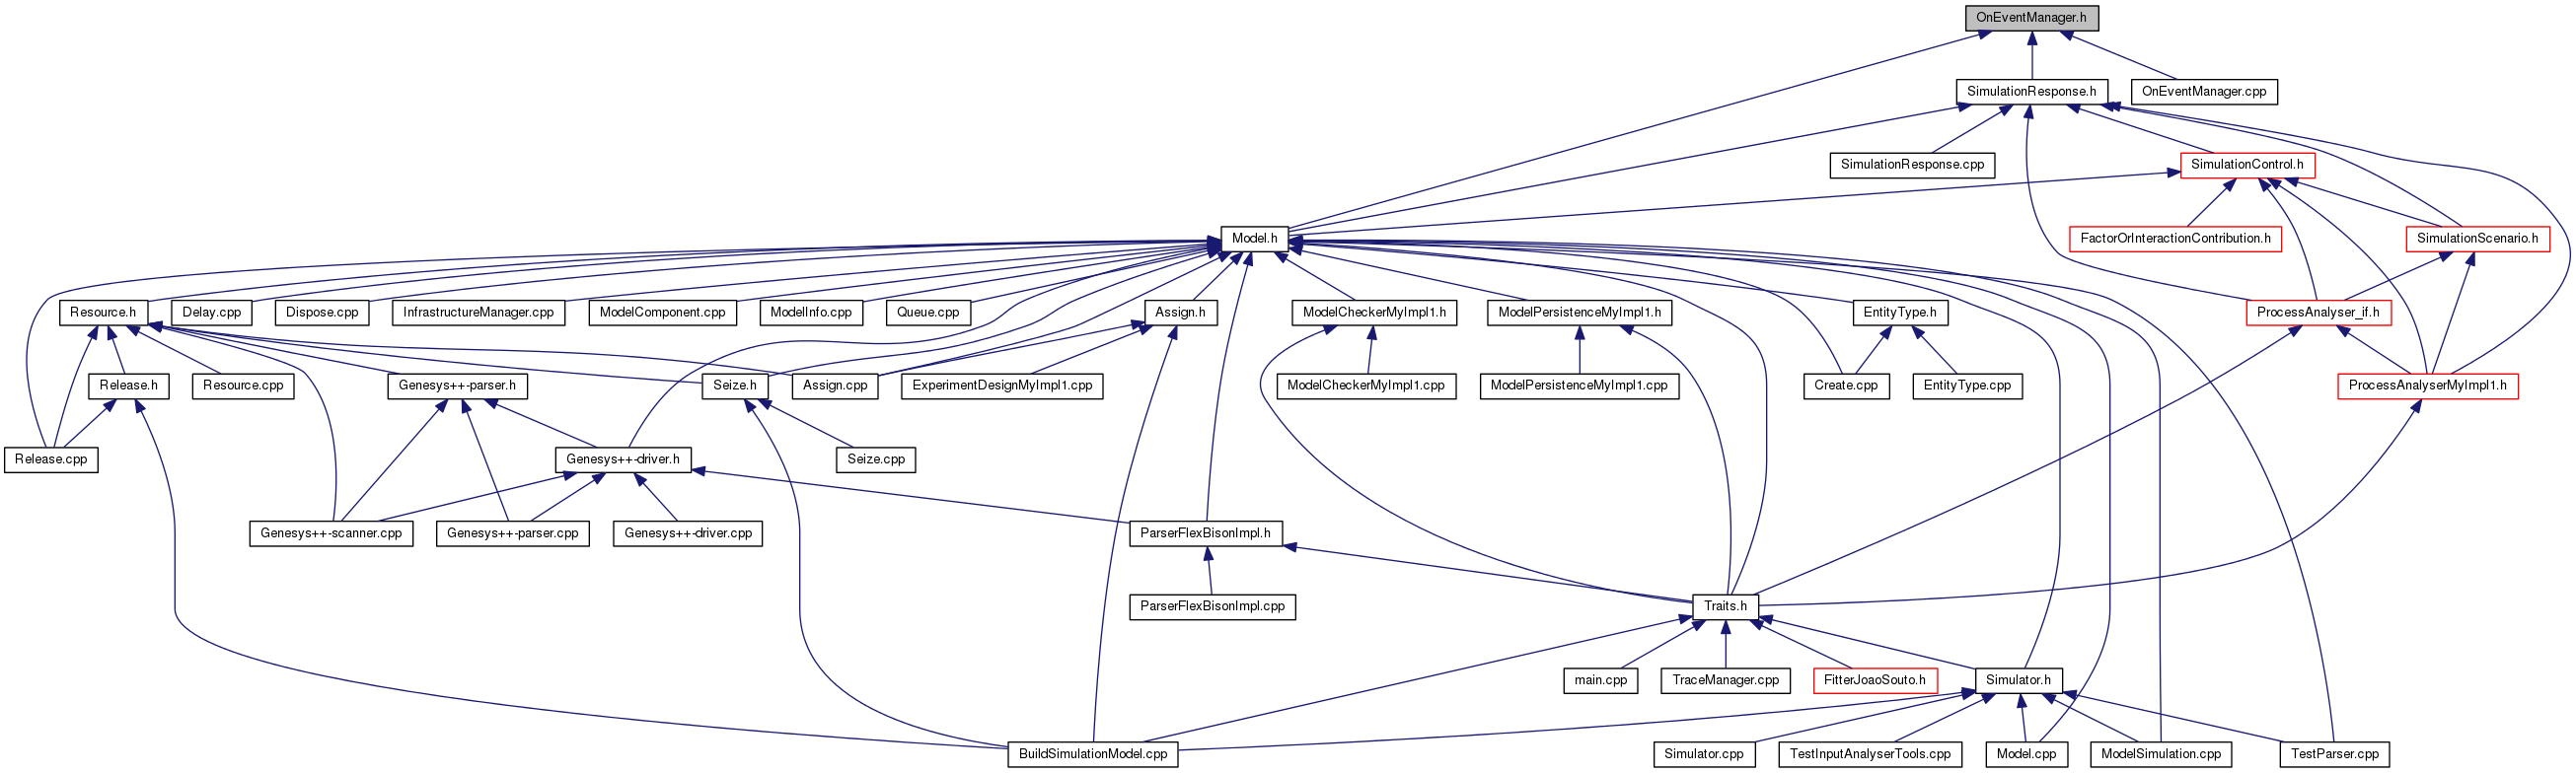 OnEventManager.h
SimulationResponse.h
OnEventManager.cpp
SimulationResponse.cpp
SimulationControl.h
Model.h
FactorOrInteractionContribution.h
SimulationScenario.h
Resource.h
Delay.cpp
Dispose.cpp
InfrastructureManager.cpp
ModelComponent.cpp
ModelInfo.cpp
Queue.cpp
Assign.h
ModelCheckerMyImpl1.h
ModelPersistenceMyImpl1.h
EntityType.h
ProcessAnalyser_if.h
Release.h
Resource.cpp
Genesys++-parser.h
Seize.h
Assign.cpp
ExperimentDesignMyImpl1.cpp
ModelCheckerMyImpl1.cpp
ModelPersistenceMyImpl1.cpp
Create.cpp
EntityType.cpp
ProcessAnalyserMyImpl1.h
Release.cpp
Genesys++-driver.h
Seize.cpp
Genesys++-scanner.cpp
Genesys++-parser.cpp
Genesys++-driver.cpp
ParserFlexBisonImpl.h
ParserFlexBisonImpl.cpp
Traits.h
main.cpp
TraceManager.cpp
FitterJoaoSouto.h
Simulator.h
BuildSimulationModel.cpp
Simulator.cpp
TestInputAnalyserTools.cpp
Model.cpp
ModelSimulation.cpp
TestParser.cpp